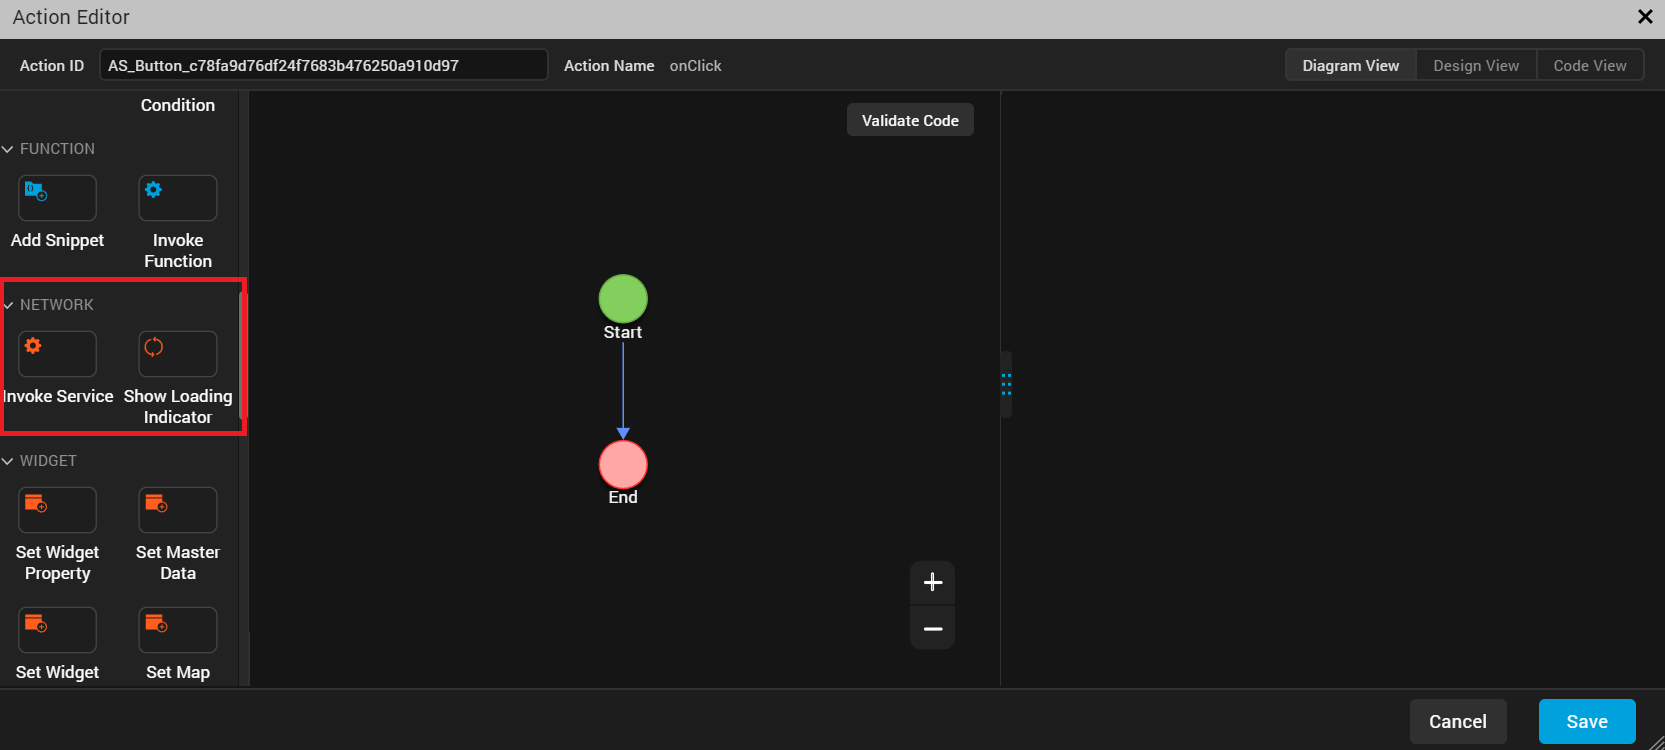 Action Editor
Action ID AS_Button_c78fa9d76df24f7683b476250a910d97 Action Name onClick Diagram View Design View Code View
Condition
Validate Code
FUNCTION
Add Snippet
Invoke
Function
NETWORK
Invoke Service
Show Loading
Indicator
WIDGET
Set Widget
Property
Set Master
Data
Set Widget
Set Map
Start
End
Cancel Save